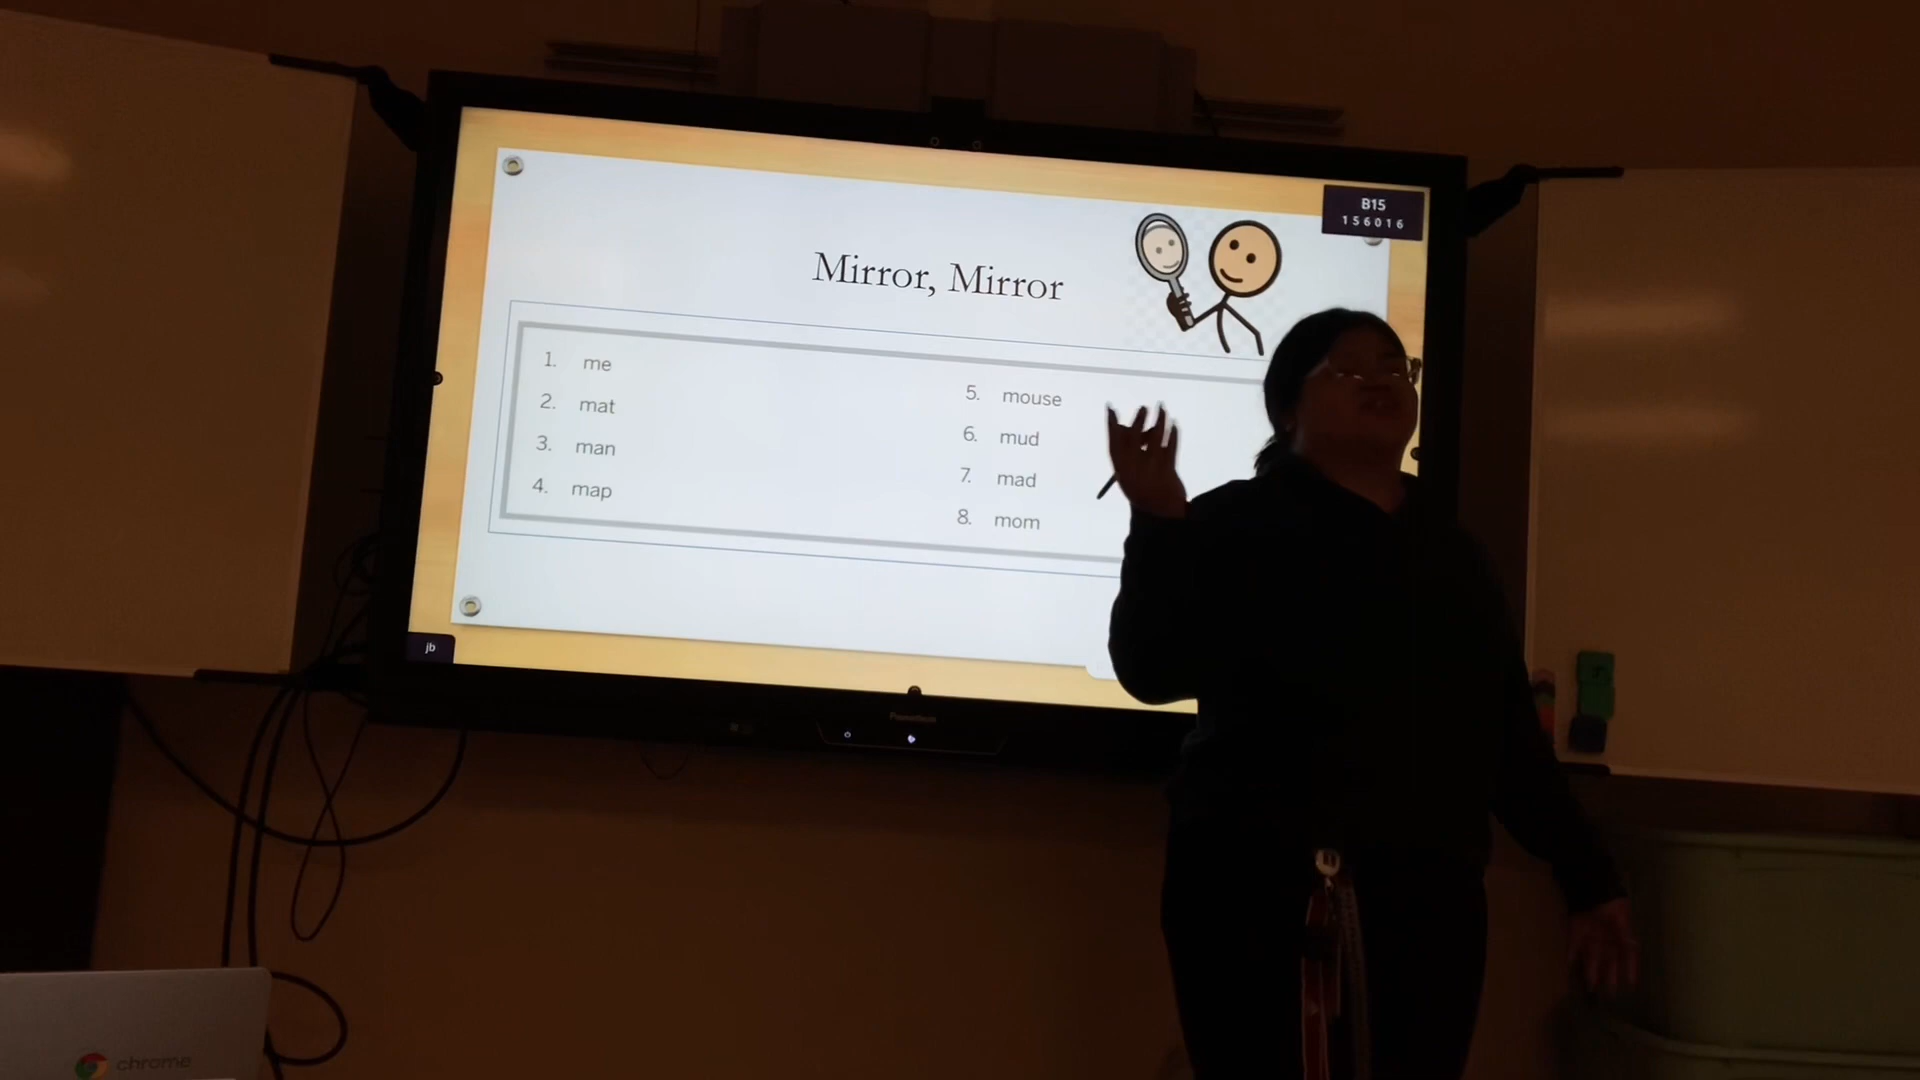 B15
156016
Mirror, Mirror
1. me
2. mat
3. man
4. map
5. mouse
6. mud
7. mad
8. mom
jb
Promethean
chrome